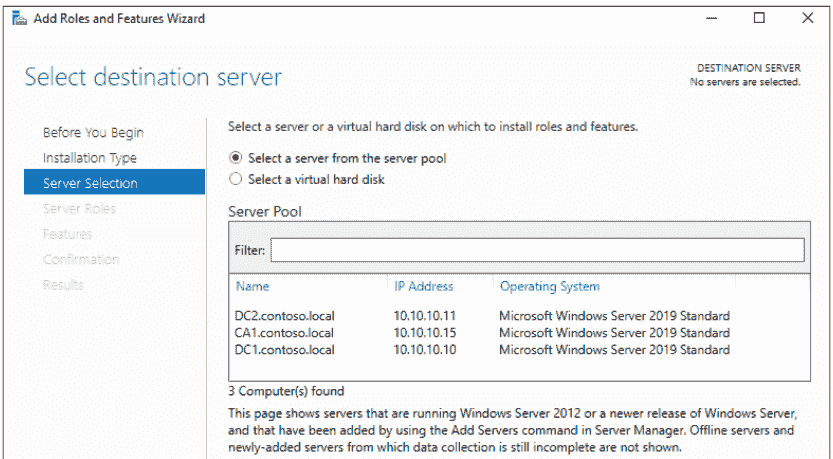 Add Roles and Features Wizard
Select destination server
DESTINATION SERVER
No servers are selected.
Before You Begin
Installation Type
Server Selection
Server Roles
Features
Confirmation
Results
Select a server or a virtual hard disk on which to install roles and features.
Select a server from the server pool
Select a virtual hard disk
Server Pool
Filter:
Name IP Address Operating System
DC2.contoso.local 10.10.10.11 Microsoft Windows Server 2019 Standard
CA1.contoso.local 10.10.10.15 Microsoft Windows Server 2019 Standard
DC1.contoso.local 10.10.10.10 Microsoft Windows Server 2019 Standard
3 Computer(s) found
This page shows servers that are running Windows Server 2012 or a newer release of Windows Server,
and that have been added by using the Add Servers command in Server Manager. Offline servers and
newly-added servers from which data collection is still incomplete are not shown.